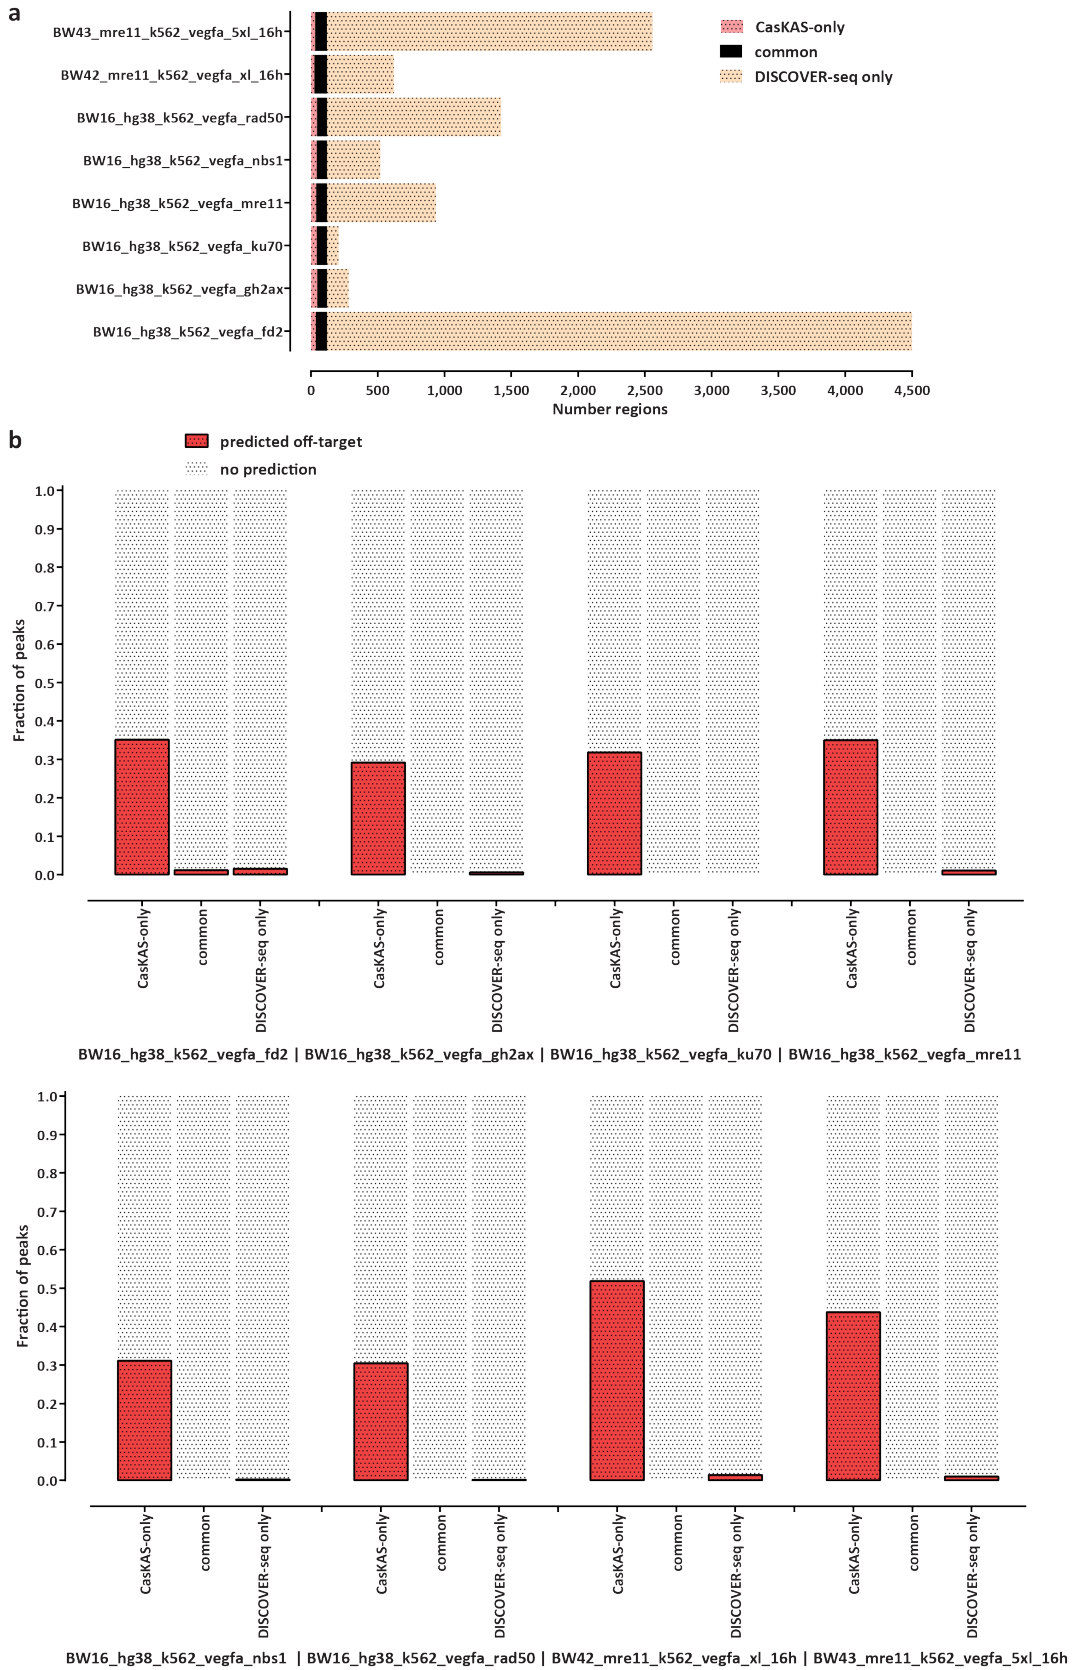 a
BW43_mre11_k562_vegfa_5xl_16h
BW42_mre11_k562_vegfa_xl_16h
BW16_hg38_k562_vegfa_rad50
BW16_hg38_k562_vegfa_nbs1
BW16_hg38_k562_vegfa_mre11
BW16_hg38_k562_vegfa_ku70
BW16_hg38_k562_vegfa_gh2ax
BW16_hg38_k562_vegfa_fd2
CasKAS-only
common
DISCOVER-seq only
0 500 1,000 1,500 2,000 2,500 3,000 3,500 4,000 4,500
Number regions
b
predicted off-target
no prediction
1.0
0.9
0.8
0.7
0.6
0.5
0.4
0.3
0.2
0.1
0.0
Fraction of peaks
CasKAS-only
common
DISCOVER-seq only
CasKAS-only
common
DISCOVER-seq only
CasKAS-only
common
DISCOVER-seq only
CasKAS-only
common
DISCOVER-seq only
BW16_hg38_k562_vegfa_fd2 | BW16_hg38_k562_vegfa_gh2ax | BW16_hg38_k562_vegfa_ku70 | BW16_hg38_k562_vegfa_mre11
1.0
0.9
0.8
0.7
0.6
0.5
0.4
0.3
0.2
0.1
0.0
Fraction of peaks
CasKAS-only
common
DISCOVER-seq only
CasKAS-only
common
DISCOVER-seq only
CasKAS-only
common
DISCOVER-seq only
CasKAS-only
common
DISCOVER-seq only
BW16_hg38_k562_vegfa_nbs1 | BW16_hg38_k562_vegfa_rad50 | BW42_mre11_k562_vegfa_xl_16h | BW43_mre11_k562_vegfa_5xl_16h